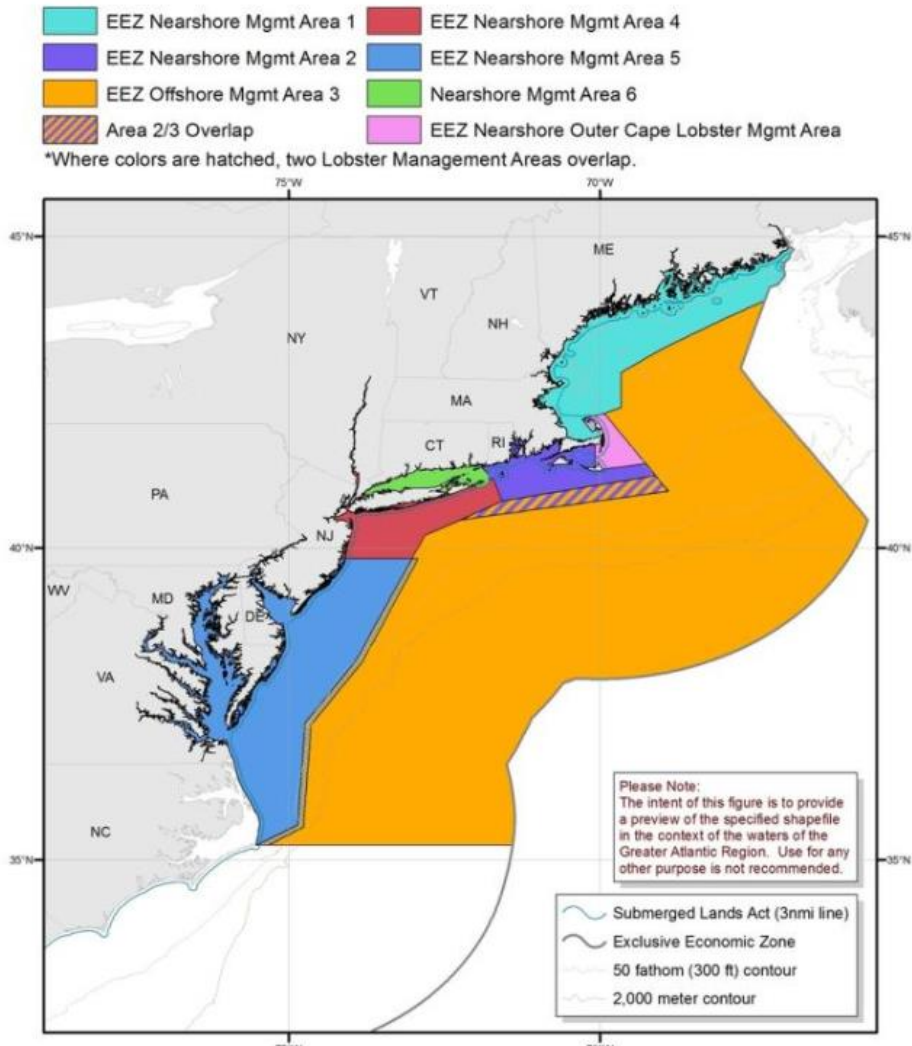 EEZ Nearshore Mgmt Area 1
EEZ Nearshore Mgmt Area 2
EEZ Offshore Mgmt Area 3
Area 2/3 Overlap
EEZ Nearshore Mgmt Area 4
EEZ Nearshore Mgmt Area 5
Nearshore Mgmt Area 6
EEZ Nearshore Outer Cape Lobster Mgmt Area
*Where colors are hatched, two Lobster Management Areas overlap.
75°W
70°W
45°N
45°N
ME
VT
NH
NY
MA
CT
RI
PA
NJ
40°N
40°N
WV
MD
DE
VA
NC
35°N
35°N
Please Note:
The intent of this figure is to provide
a preview of the specified shapefile
in the context of the waters of the
Greater Atlantic Region. Use for any
other purpose is not recommended.
Submerged Lands Act (3nmi line)
Exclusive Economic Zone
50 fathom (300 ft) contour
2,000 meter contour